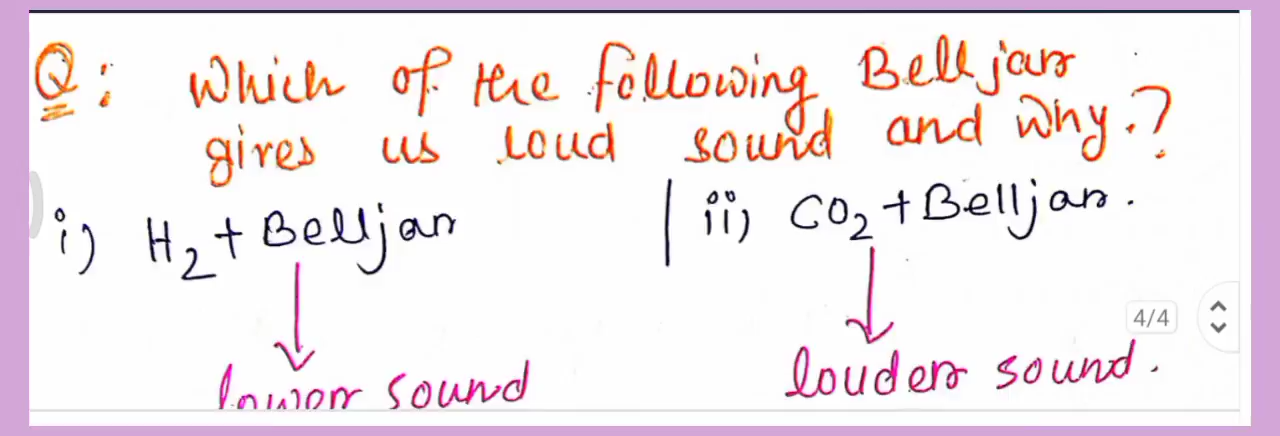 Q: Which of the following Belljar
gives us loud sound and why.?
i) H₂ + Belljar | ii) CO₂ + Belljar.
4/4
lower sound louder sound.